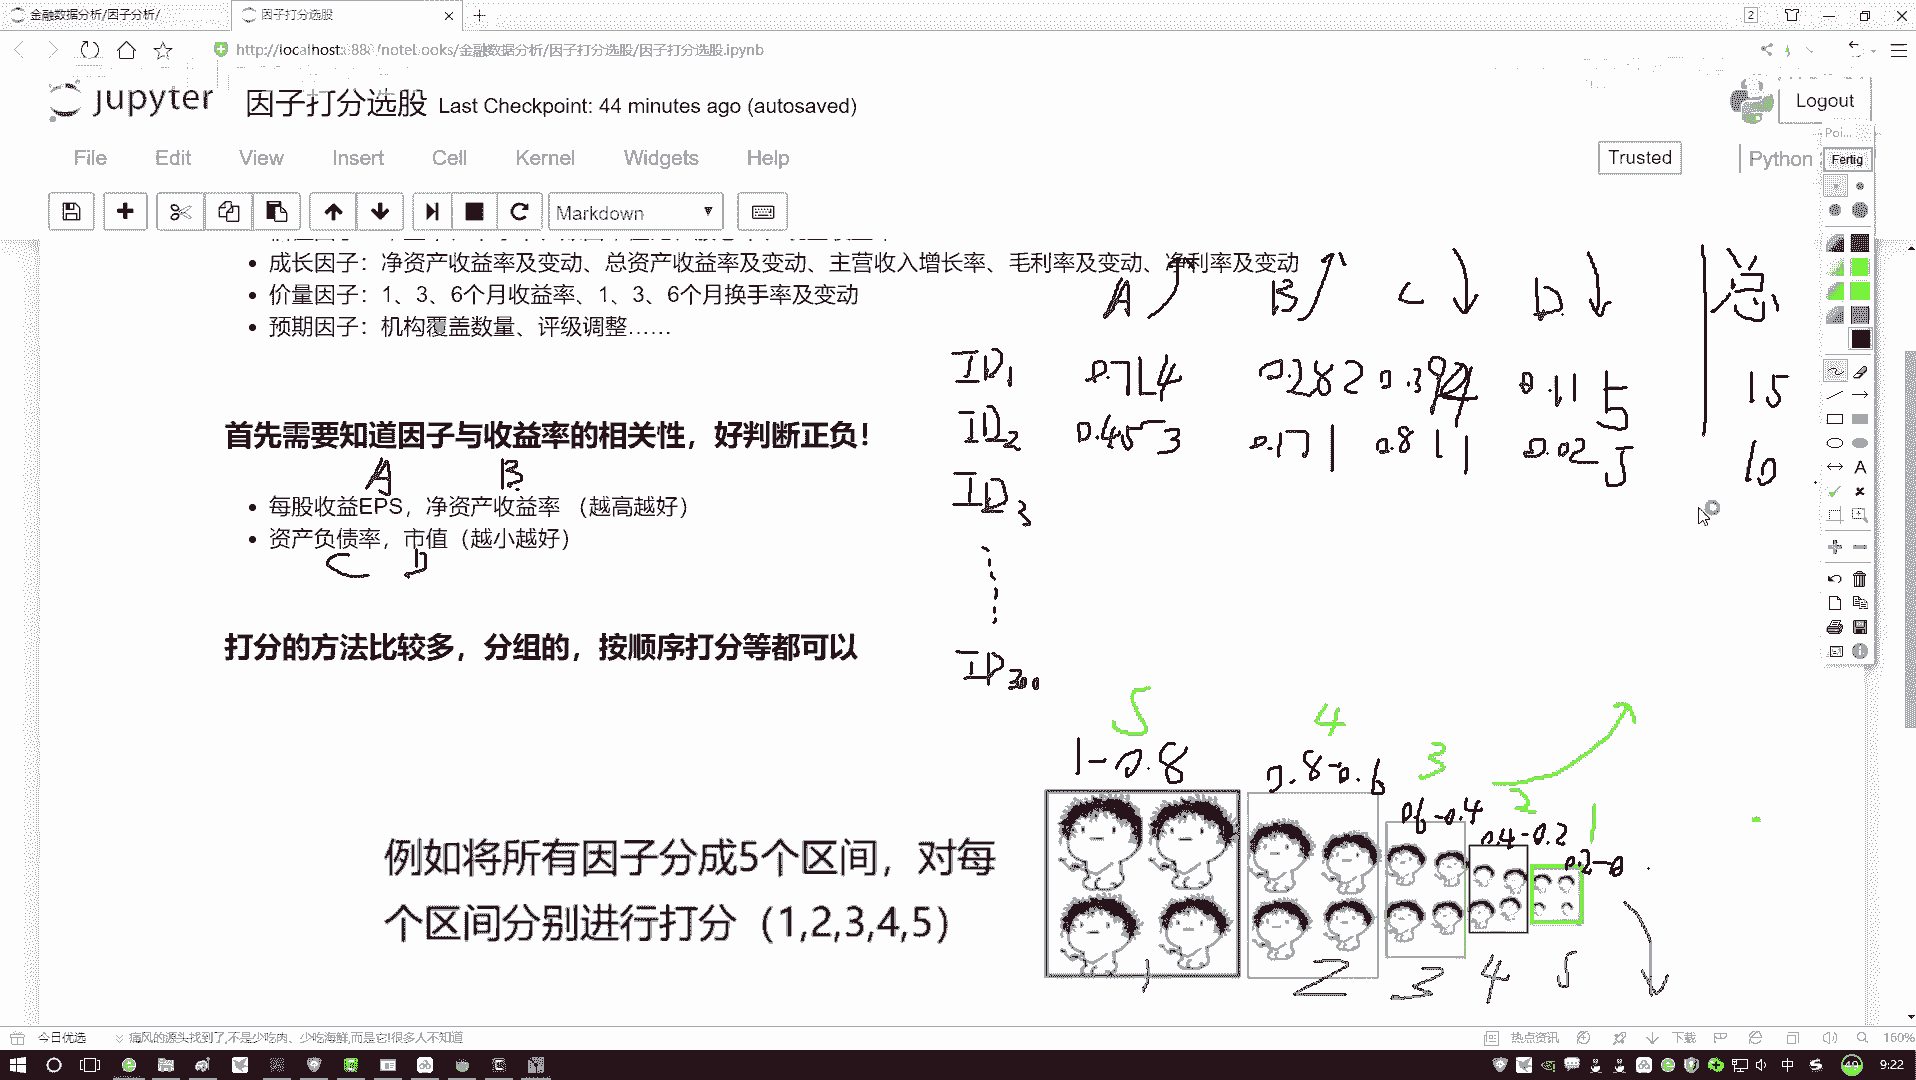 金融数据分析/因子分析/
因子打分选股
2
http://localhost:888/notebooks/金融数据分析/因子打分选股/因子打分选股.ipynb
jupyter 因子打分选股 Last Checkpoint: 44 minutes ago (autosaved)
Logout
Poi...
File Edit View Insert Cell Kernel Widgets Help
Trusted
Python
Fertig
Markdown
成长因子：净资产收益率及变动、总资产收益率及变动、主营收入增长率、毛利率及变动、净利率及变动
价量因子：1、3、6个月收益率、1、3、6个月换手率及变动
预期因子：机构覆盖数量、评级调整……
A B C D 总
ID1 0.71 4 0.28 2 0.39 4 0.11 5 15
ID2 0.45 3 0.17 1 0.81 1 0.02 5 10
ID3
ID300
首先需要知道因子与收益率的相关性，好判断正负！
A B
每股收益EPS，净资产收益率 （越高越好）
资产负债率，市值（越小越好）
C D
打分的方法比较多，分组的，按顺序打分等都可以
5 4 3 2 1
1-0.8 0.8-0.6 0.6-0.4 0.4-0.2 0.2-0
例如将所有因子分成5个区间，对每
个区间分别进行打分（1,2,3,4,5）
1 2 3 4 5
今日优选
痛风的源头找到了,不是少吃肉、少吃海鲜,而是它!很多人不知道
热点资讯
下载
160%
中
49
9:22